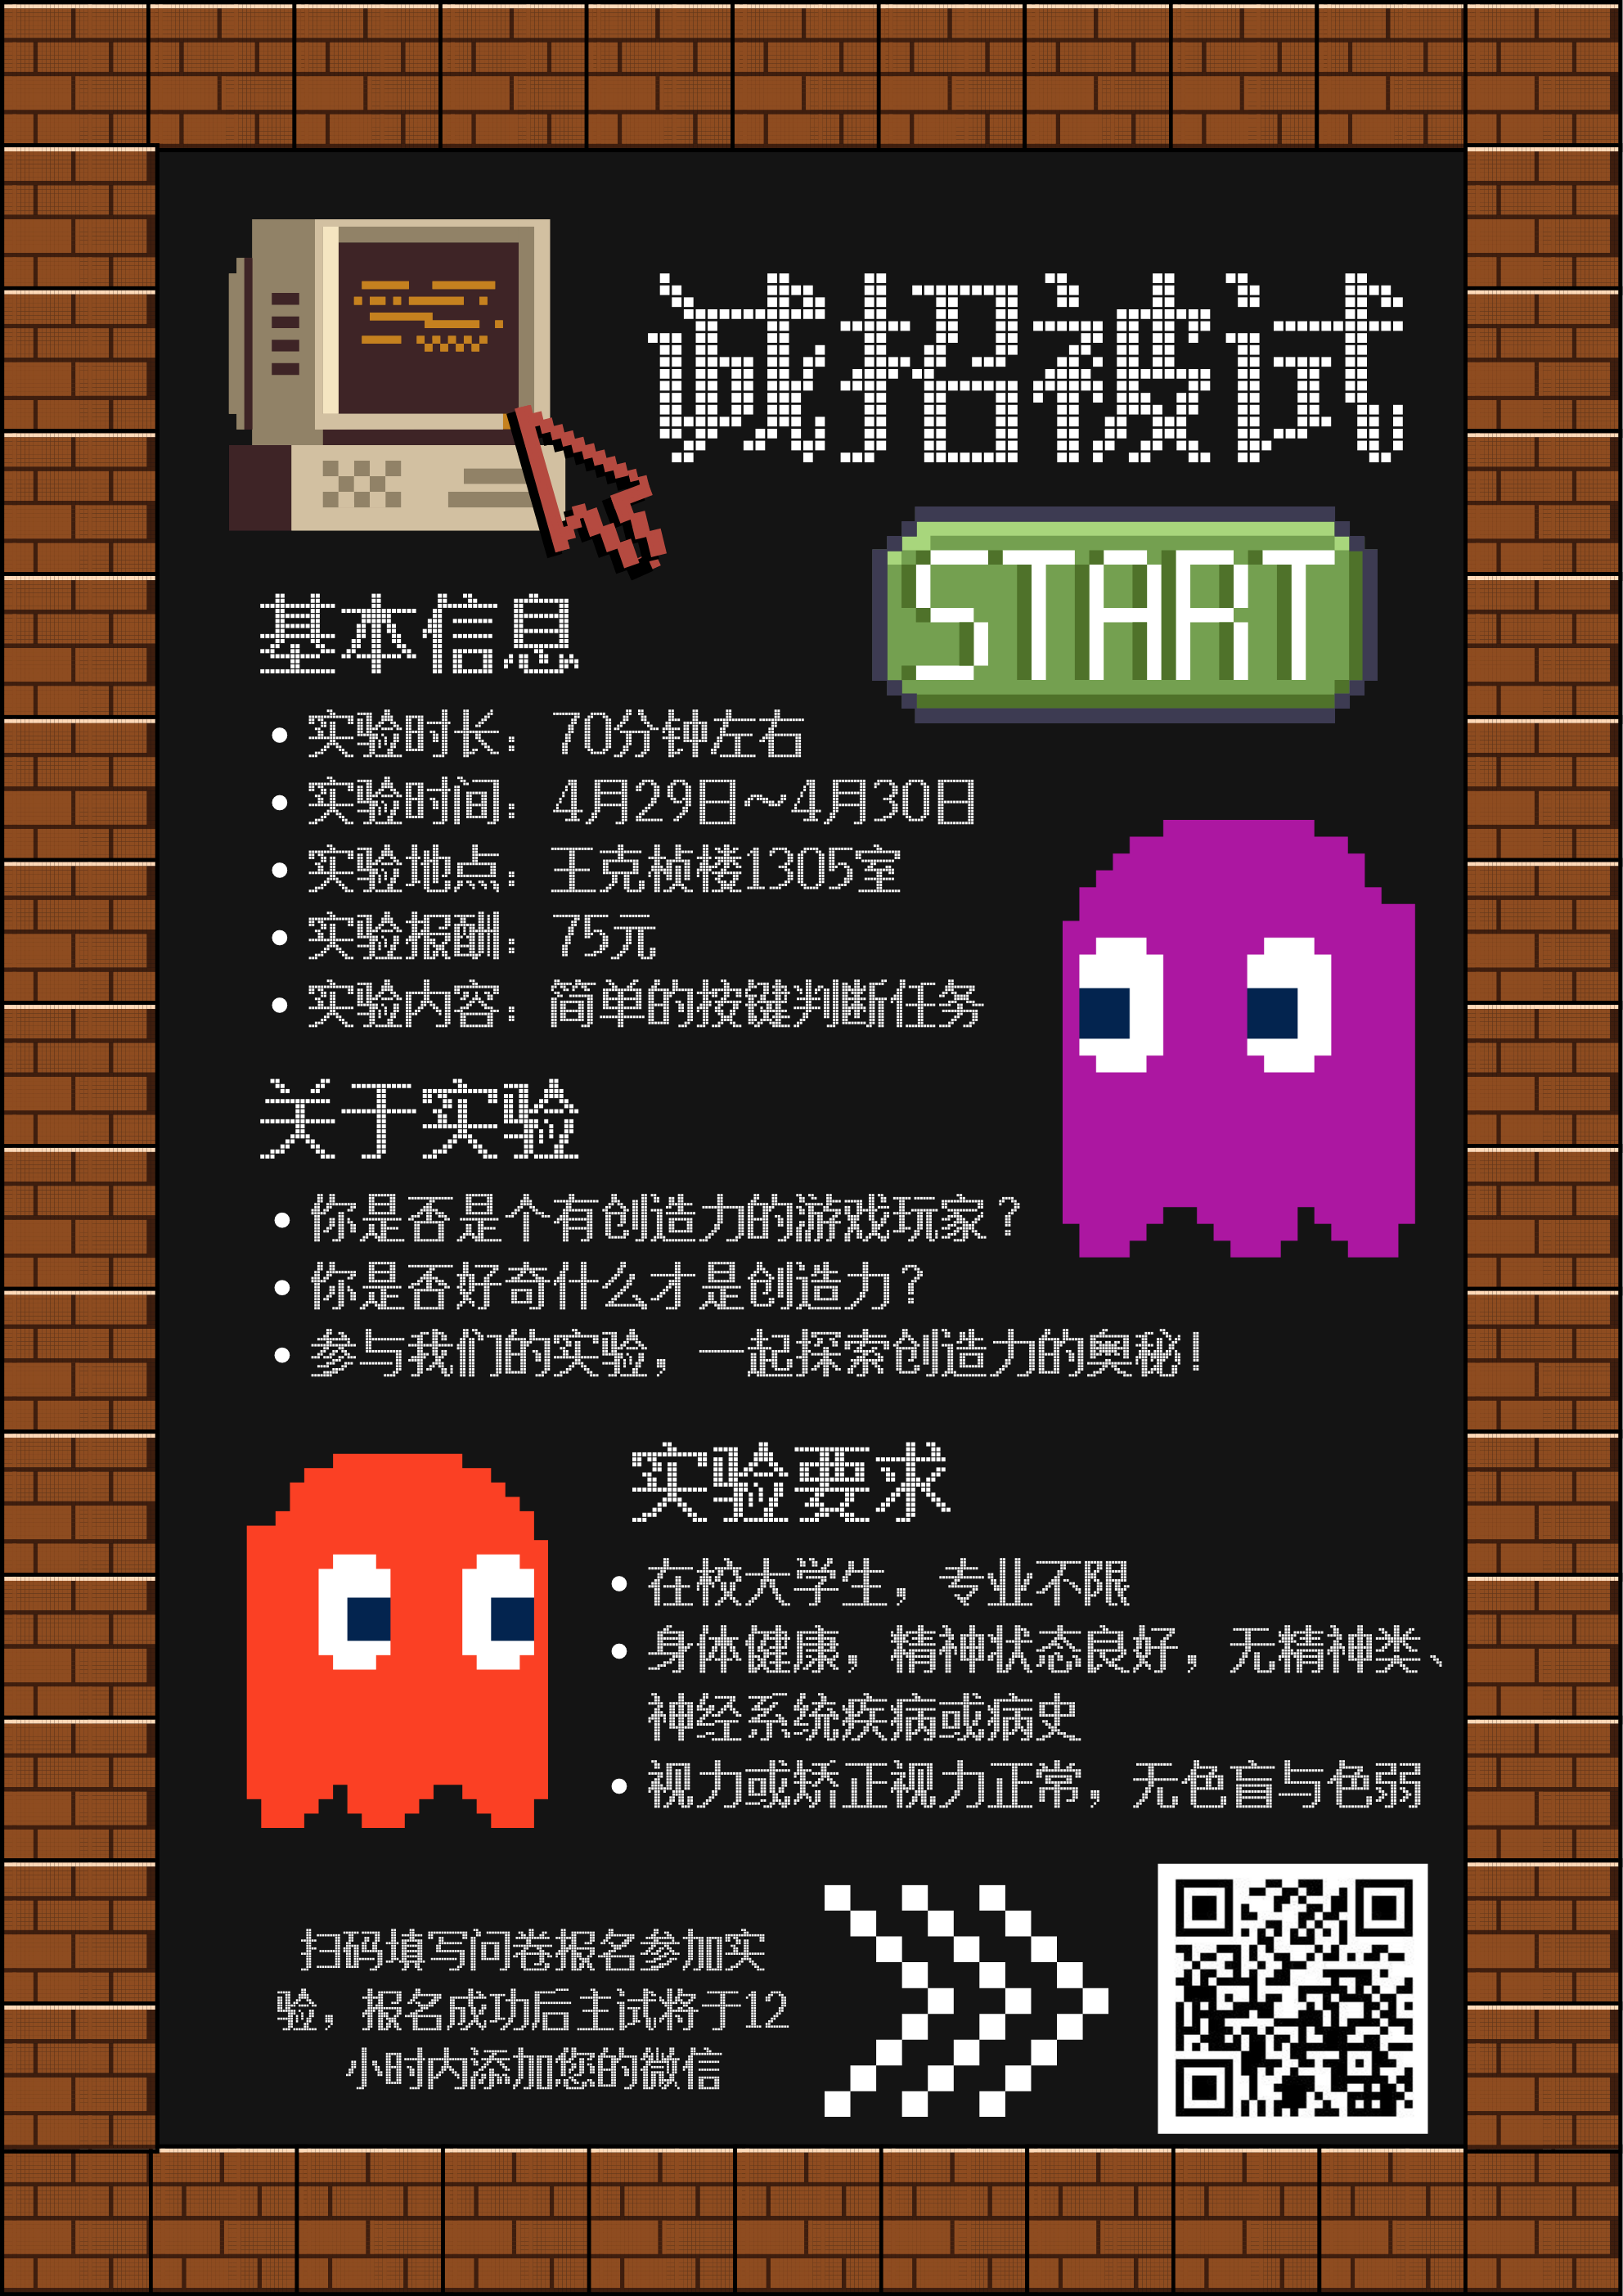 诚招被试
START
基本信息
实验时长：70分钟左右
实验时间：4月29日～4月30日
实验地点：王克桢楼1305室
实验报酬：75元
实验内容：简单的按键判断任务
关于实验
你是否是个有创造力的游戏玩家？
你是否好奇什么才是创造力？
参与我们的实验，一起探索创造力的奥秘！
实验要求
在校大学生，专业不限
身体健康，精神状态良好，无精神类、
神经系统疾病或病史
视力或矫正视力正常，无色盲与色弱
扫码填写问卷报名参加实
验，报名成功后主试将于12
小时内添加您的微信